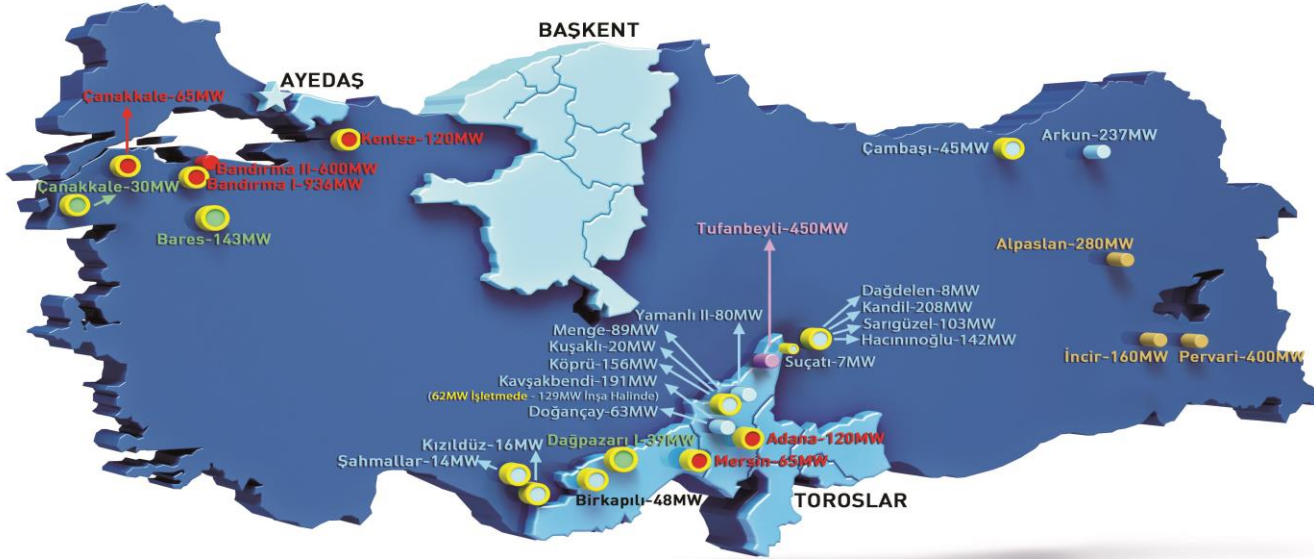 BAŞKENT
AYEDAŞ
Çanakkale-65MW
Kentsa-120MW
Bandırma II-600MW
Bandırma I-936MW
Çanakkale-30MW
Bares-143MW
Çambaşı-45MW
Arkun-237MW
Tufanbeyli-450MW
Alpaslan-280MW
Dağdelen-8MW
Kandil-208MW
Sarıgüzel-103MW
Hacınınoğlu-142MW
Yamanlı II-80MW
Menge-89MW
Kuşaklı-20MW
Köprü-156MW
Kavşakbendi-191MW
(62MW İşletmede - 129MW İnşa Halinde)
Doğançay-63MW
Suçatı-7MW
İncir-160MW
Pervari-400MW
Dağpazarı I-39MW
Adana-120MW
Kızıldüz-16MW
Şahmallar-14MW
Mersin-65MW
Birkapılı-48MW
TOROSLAR